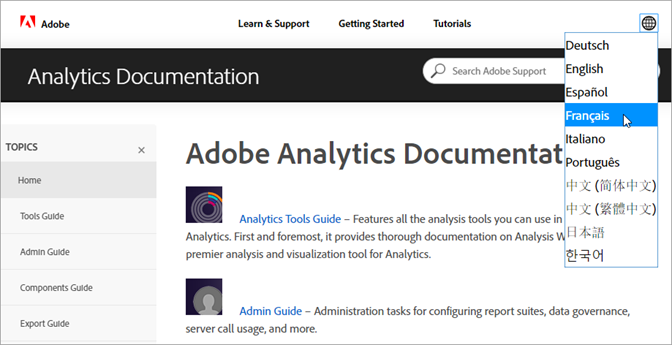 Adobe
Learn & Support
Getting Started
Tutorials
Deutsch
English
Español
Français
Italiano
Português
中文 (简体中文)
中文 (繁體中文)
日本語
한국어
Analytics Documentation
Search Adobe Support
TOPICS
×
Home
Tools Guide
Admin Guide
Components Guide
Export Guide
Adobe Analytics Documentat
Analytics Tools Guide – Features all the analysis tools you can use in
Analytics. First and foremost, it provides thorough documentation on Analysis W
premier analysis and visualization tool for Analytics.
Admin Guide – Administration tasks for configuring report suites, data governance,
server call usage, and more.